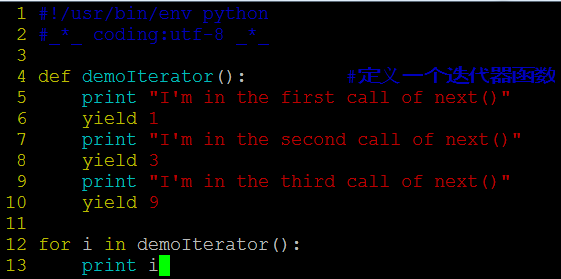 1 #!/usr/bin/env python
2 #_*_ coding:utf-8 _*_
3
4 def demoIterator():        #定义一个迭代器函数
5     print "I'm in the first call of next()"
6     yield 1
7     print "I'm in the second call of next()"
8     yield 3
9     print "I'm in the third call of next()"
10     yield 9
11
12 for i in demoIterator():
13     print i